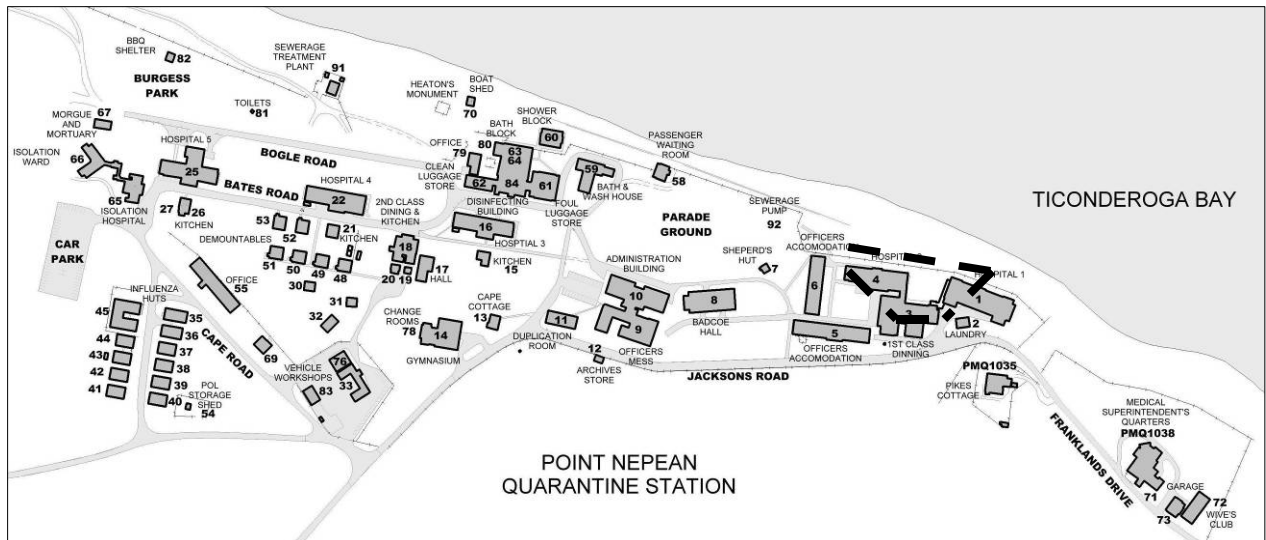 BBQ
SHELTER
82
BURGESS
PARK
SEWERAGE
TREATMENT
PLANT
91
TOILETS
81
MORGUE
AND
MORTUARY
67
ISOLATION
WARD
66
65
ISOLATION
HOSPITAL
HOSPITAL 5
25
BOGLE ROAD
BATES ROAD
HOSPITAL 4
22
27
26
KITCHEN
53
52
DEMOUNTABLES
21
KITCHEN
51
50
49
48
30
31
32
2ND CLASS
DINING &
KITCHEN
18
20
19
17
HALL
HEATON'S
MONUMENT
BOAT
SHED
70
SHOWER
BLOCK
60
BATH
BLOCK
80
63
64
OFFICE
79
CLEAN
LUGGAGE
STORE
62
84
61
DISINFECTING
BUILDING
FOUL
LUGGAGE
STORE
59
BATH &
WASH HOUSE
PASSENGER
WAITING
ROOM
58
16
HOSPTIAL 3
KITCHEN
15
PARADE
GROUND
SEWERAGE
PUMP
92
TICONDEROGA BAY
SHEPERD'S
HUT
7
OFFICERS
ACCOMODATION
6
4
HOSPITAL 1
1
3
2
LAUNDRY
1ST CLASS
DINNING
5
OFFICERS
ACCOMODATION
ADMINISTRATION
BUILDING
10
9
OFFICERS
MESS
8
BADCOE
HALL
11
DUPLICATION
ROOM
12
ARCHIVES
STORE
JACKSONS ROAD
CAPE
COTTAGE
13
CHANGE
ROOMS
78
14
GYMNASIUM
CAR
PARK
INFLUENZA
HUTS
OFFICE
55
45
44
43
42
41
35
36
37
38
39
40
POL
STORAGE
SHED
54
CAPE ROAD
69
VEHICLE
WORKSHOPS
76
33
83
POINT NEPEAN
QUARANTINE STATION
PMQ1035
PIKES
COTTAGE
FRANKLANDS DRIVE
MEDICAL
SUPERINTENDENT'S
QUARTERS
PMQ1038
71
GARAGE
73
72
WIVE'S
CLUB